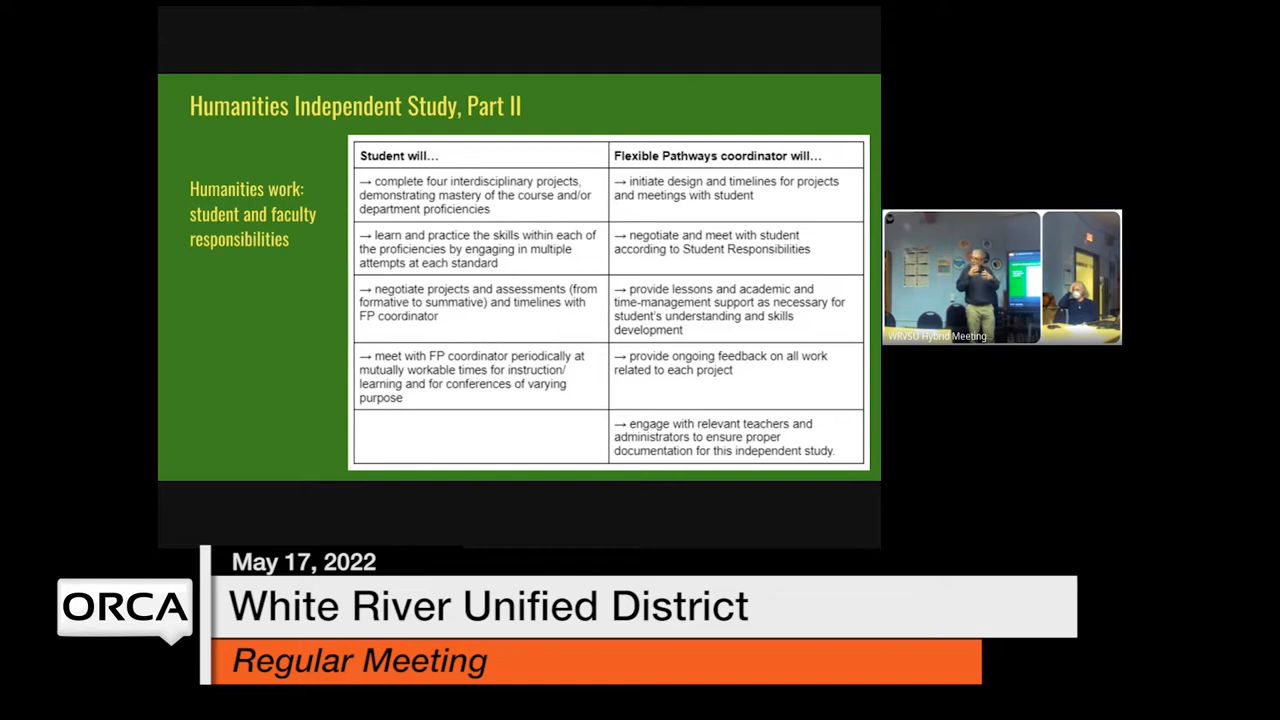 Humanities Independent Study, Part II
Humanities work:
student and faculty
responsibilities
Student will…
Flexible Pathways coordinator will…
→ complete four interdisciplinary projects,
demonstrating mastery of the course and/or
department proficiencies
→ initiate design and timelines for projects
and meetings with student
→ learn and practice the skills within each of
the proficiencies by engaging in multiple
attempts at each standard
→ negotiate and meet with student
according to Student Responsibilities
→ negotiate projects and assessments (from
formative to summative) and timelines with
FP coordinator
→ provide lessons and academic and
time-management support as necessary for
student's understanding and skills
development
→ meet with FP coordinator periodically at
mutually workable times for instruction/
learning and for conferences of varying
purpose
→ provide ongoing feedback on all work
related to each project
→ engage with relevant teachers and
administrators to ensure proper
documentation for this independent study.
WRVSU Hybrid Meeting
May 17, 2022
ORCA
White River Unified District
Regular Meeting